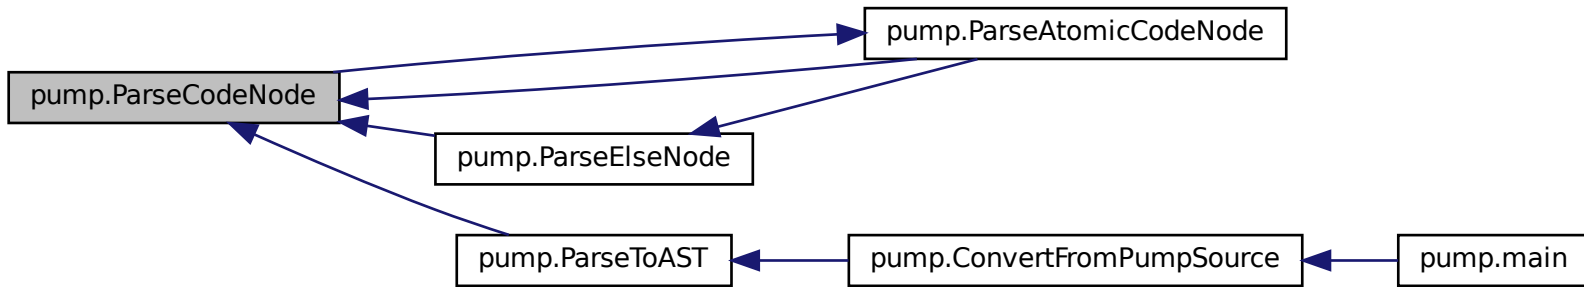 pump.ParseAtomicCodeNode
pump.ParseCodeNode
pump.ParseElseNode
pump.ParseToAST
pump.ConvertFromPumpSource
pump.main